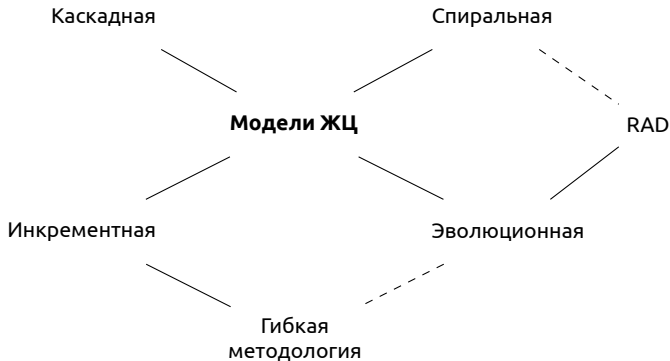 Каскадная
Спиральная
Модели ЖЦ
RAD
Инкрементная
Эволюционная
Гибкая
методология